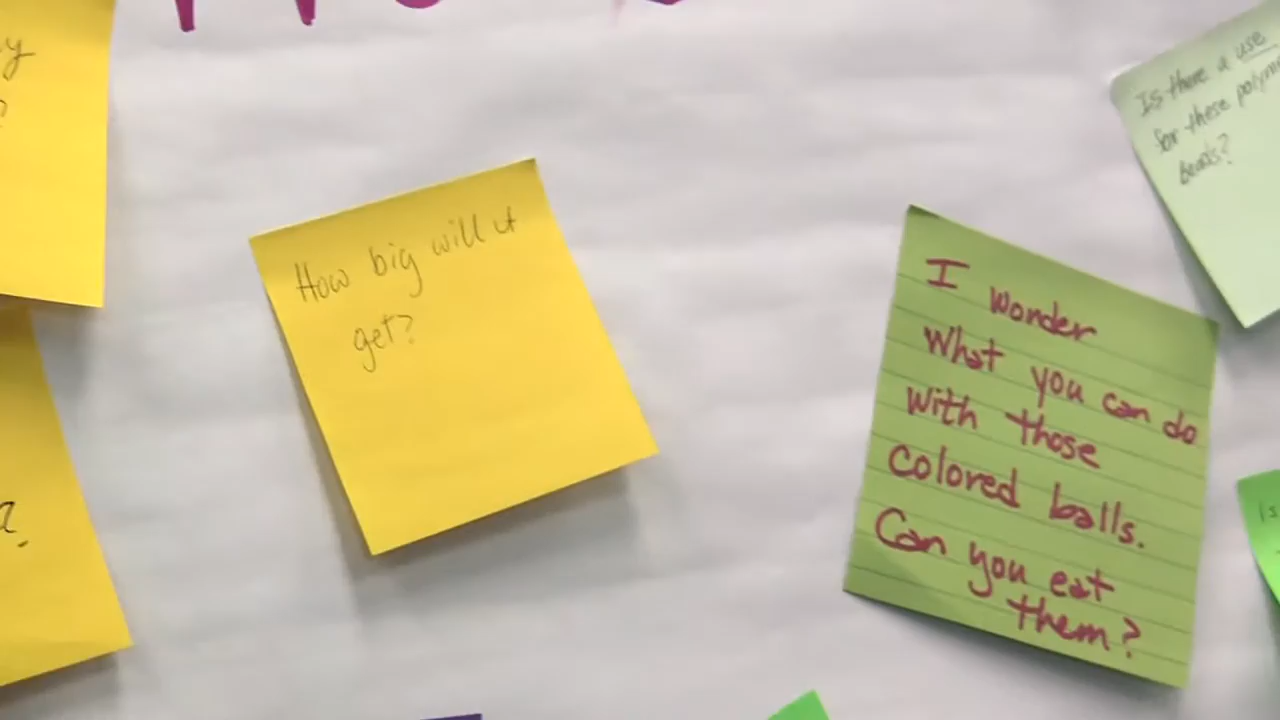 How big will it
get?
I wonder
what you can do
with those
colored balls.
Can you eat
them?
Is there a use
for these
beads?